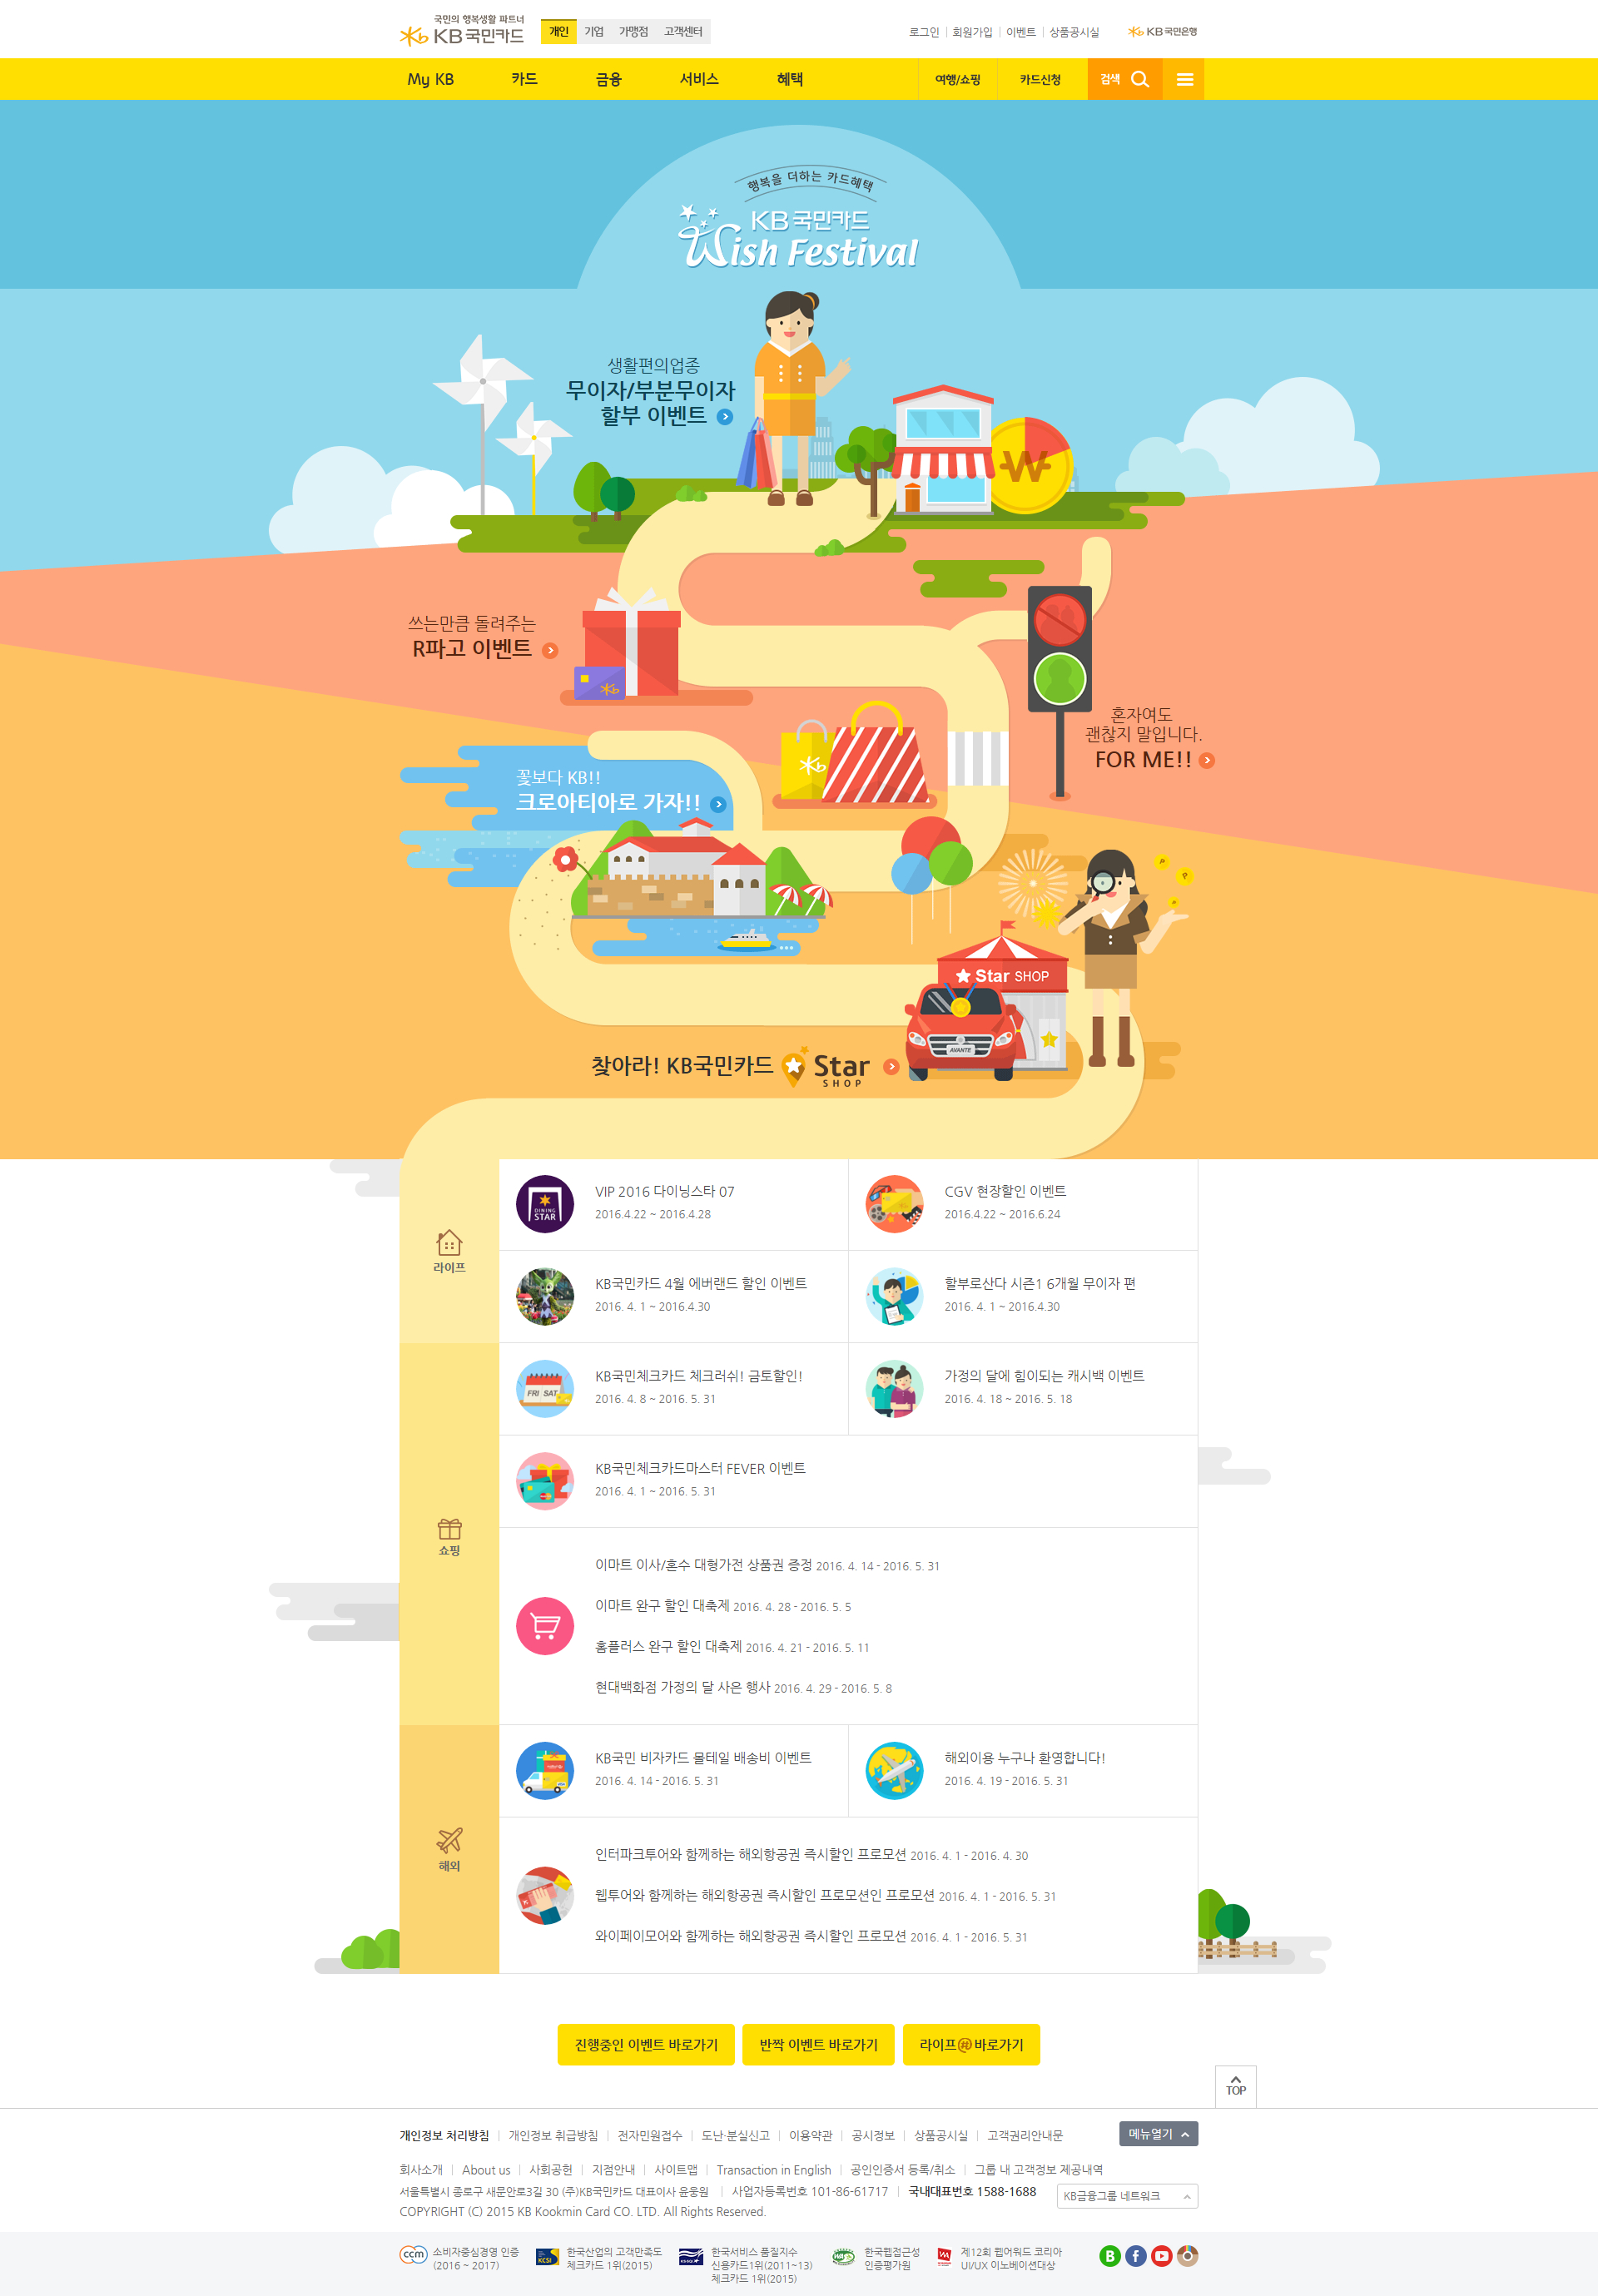 국민의 행복생활 파트너
KB국민카드
개인 기업 가맹점 고객센터
로그인 회원가입 이벤트 상품공시실
KB국민은행
My KB 카드 금융 서비스 혜택 여행/쇼핑 카드신청 검색
행복을 더하는 카드혜택
KB국민카드
Wish Festival
생활편의업종
무이자/부분무이자
할부 이벤트
쓰는만큼 돌려주는
R파고 이벤트
혼자여도
괜찮지 말입니다.
FOR ME!!
꽃보다 KB!!
크로아티아로 가자!!
Star SHOP
AVANTE
찾아라! KB국민카드 Star
SHOP
라이프
DINING
STAR
VIP 2016 다이닝스타 07
2016.4.22 ~ 2016.4.28
CGV 현장할인 이벤트
2016.4.22 ~ 2016.6.24
KB국민카드 4월 에버랜드 할인 이벤트
2016. 4. 1 ~ 2016.4.30
할부로산다 시즌1 6개월 무이자 편
2016. 4. 1 ~ 2016.4.30
쇼핑
FRI SAT
KB국민체크카드 체크러쉬! 금토할인!
2016. 4. 8 ~ 2016. 5. 31
가정의 달에 힘이되는 캐시백 이벤트
2016. 4. 18 ~ 2016. 5. 18
KB국민체크카드마스터 FEVER 이벤트
2016. 4. 1 ~ 2016. 5. 31
이마트 이사/혼수 대형가전 상품권 증정 2016. 4. 14 - 2016. 5. 31
이마트 완구 할인 대축제 2016. 4. 28 - 2016. 5. 5
홈플러스 완구 할인 대축제 2016. 4. 21 - 2016. 5. 11
현대백화점 가정의 달 사은 행사 2016. 4. 29 - 2016. 5. 8
해외
KB국민 비자카드 몰테일 배송비 이벤트
2016. 4. 14 - 2016. 5. 31
해외이용 누구나 환영합니다!
2016. 4. 19 - 2016. 5. 31
인터파크투어와 함께하는 해외항공권 즉시할인 프로모션 2016. 4. 1 - 2016. 4. 30
웹투어와 함께하는 해외항공권 즉시할인 프로모션인 프로모션 2016. 4. 1 - 2016. 5. 31
와이페이모어와 함께하는 해외항공권 즉시할인 프로모션 2016. 4. 1 - 2016. 5. 31
진행중인 이벤트 바로가기
반짝 이벤트 바로가기
라이프 바로가기
TOP
개인정보 처리방침 개인정보 취급방침 전자민원접수 도난·분실신고 이용약관 공시정보 상품공시실 고객권리안내문
메뉴열기
회사소개 About us 사회공헌 지점안내 사이트맵 Transaction in English 공인인증서 등록/취소 그룹 내 고객정보 제공내역
서울특별시 종로구 새문안로3길 30 (주)KB국민카드 대표이사 윤웅원 사업자등록번호 101-86-61717 국내대표번호 1588-1688
KB금융그룹 네트워크
COPYRIGHT (C) 2015 KB Kookmin Card CO. LTD. All Rights Reserved.
ccm
소비자중심경영 인증
(2016 ~ 2017)
KCSI
한국산업의 고객만족도
체크카드 1위(2015)
한국서비스 품질지수
신용카드1위(2011~13)
체크카드 1위(2015)
한국웹접근성
인증평가원
제12회 웹어워드 코리아
UI/UX 이노베이션대상